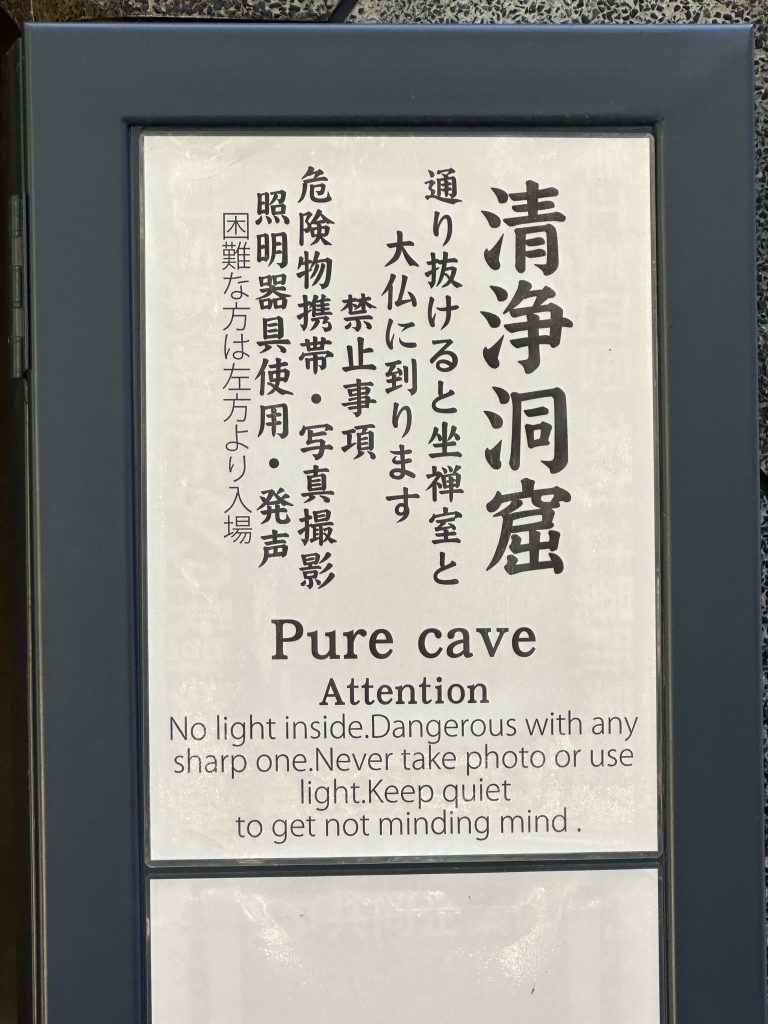 清浄洞窟
通り抜けると坐禅室と
大仏に到ります
禁止事項
危険物携帯・写真撮影
照明器具使用・発声
困難な方は左方より入場
Pure cave
Attention
No light inside.Dangerous with any
sharp one.Never take photo or use
light.Keep quiet
to get not minding mind .